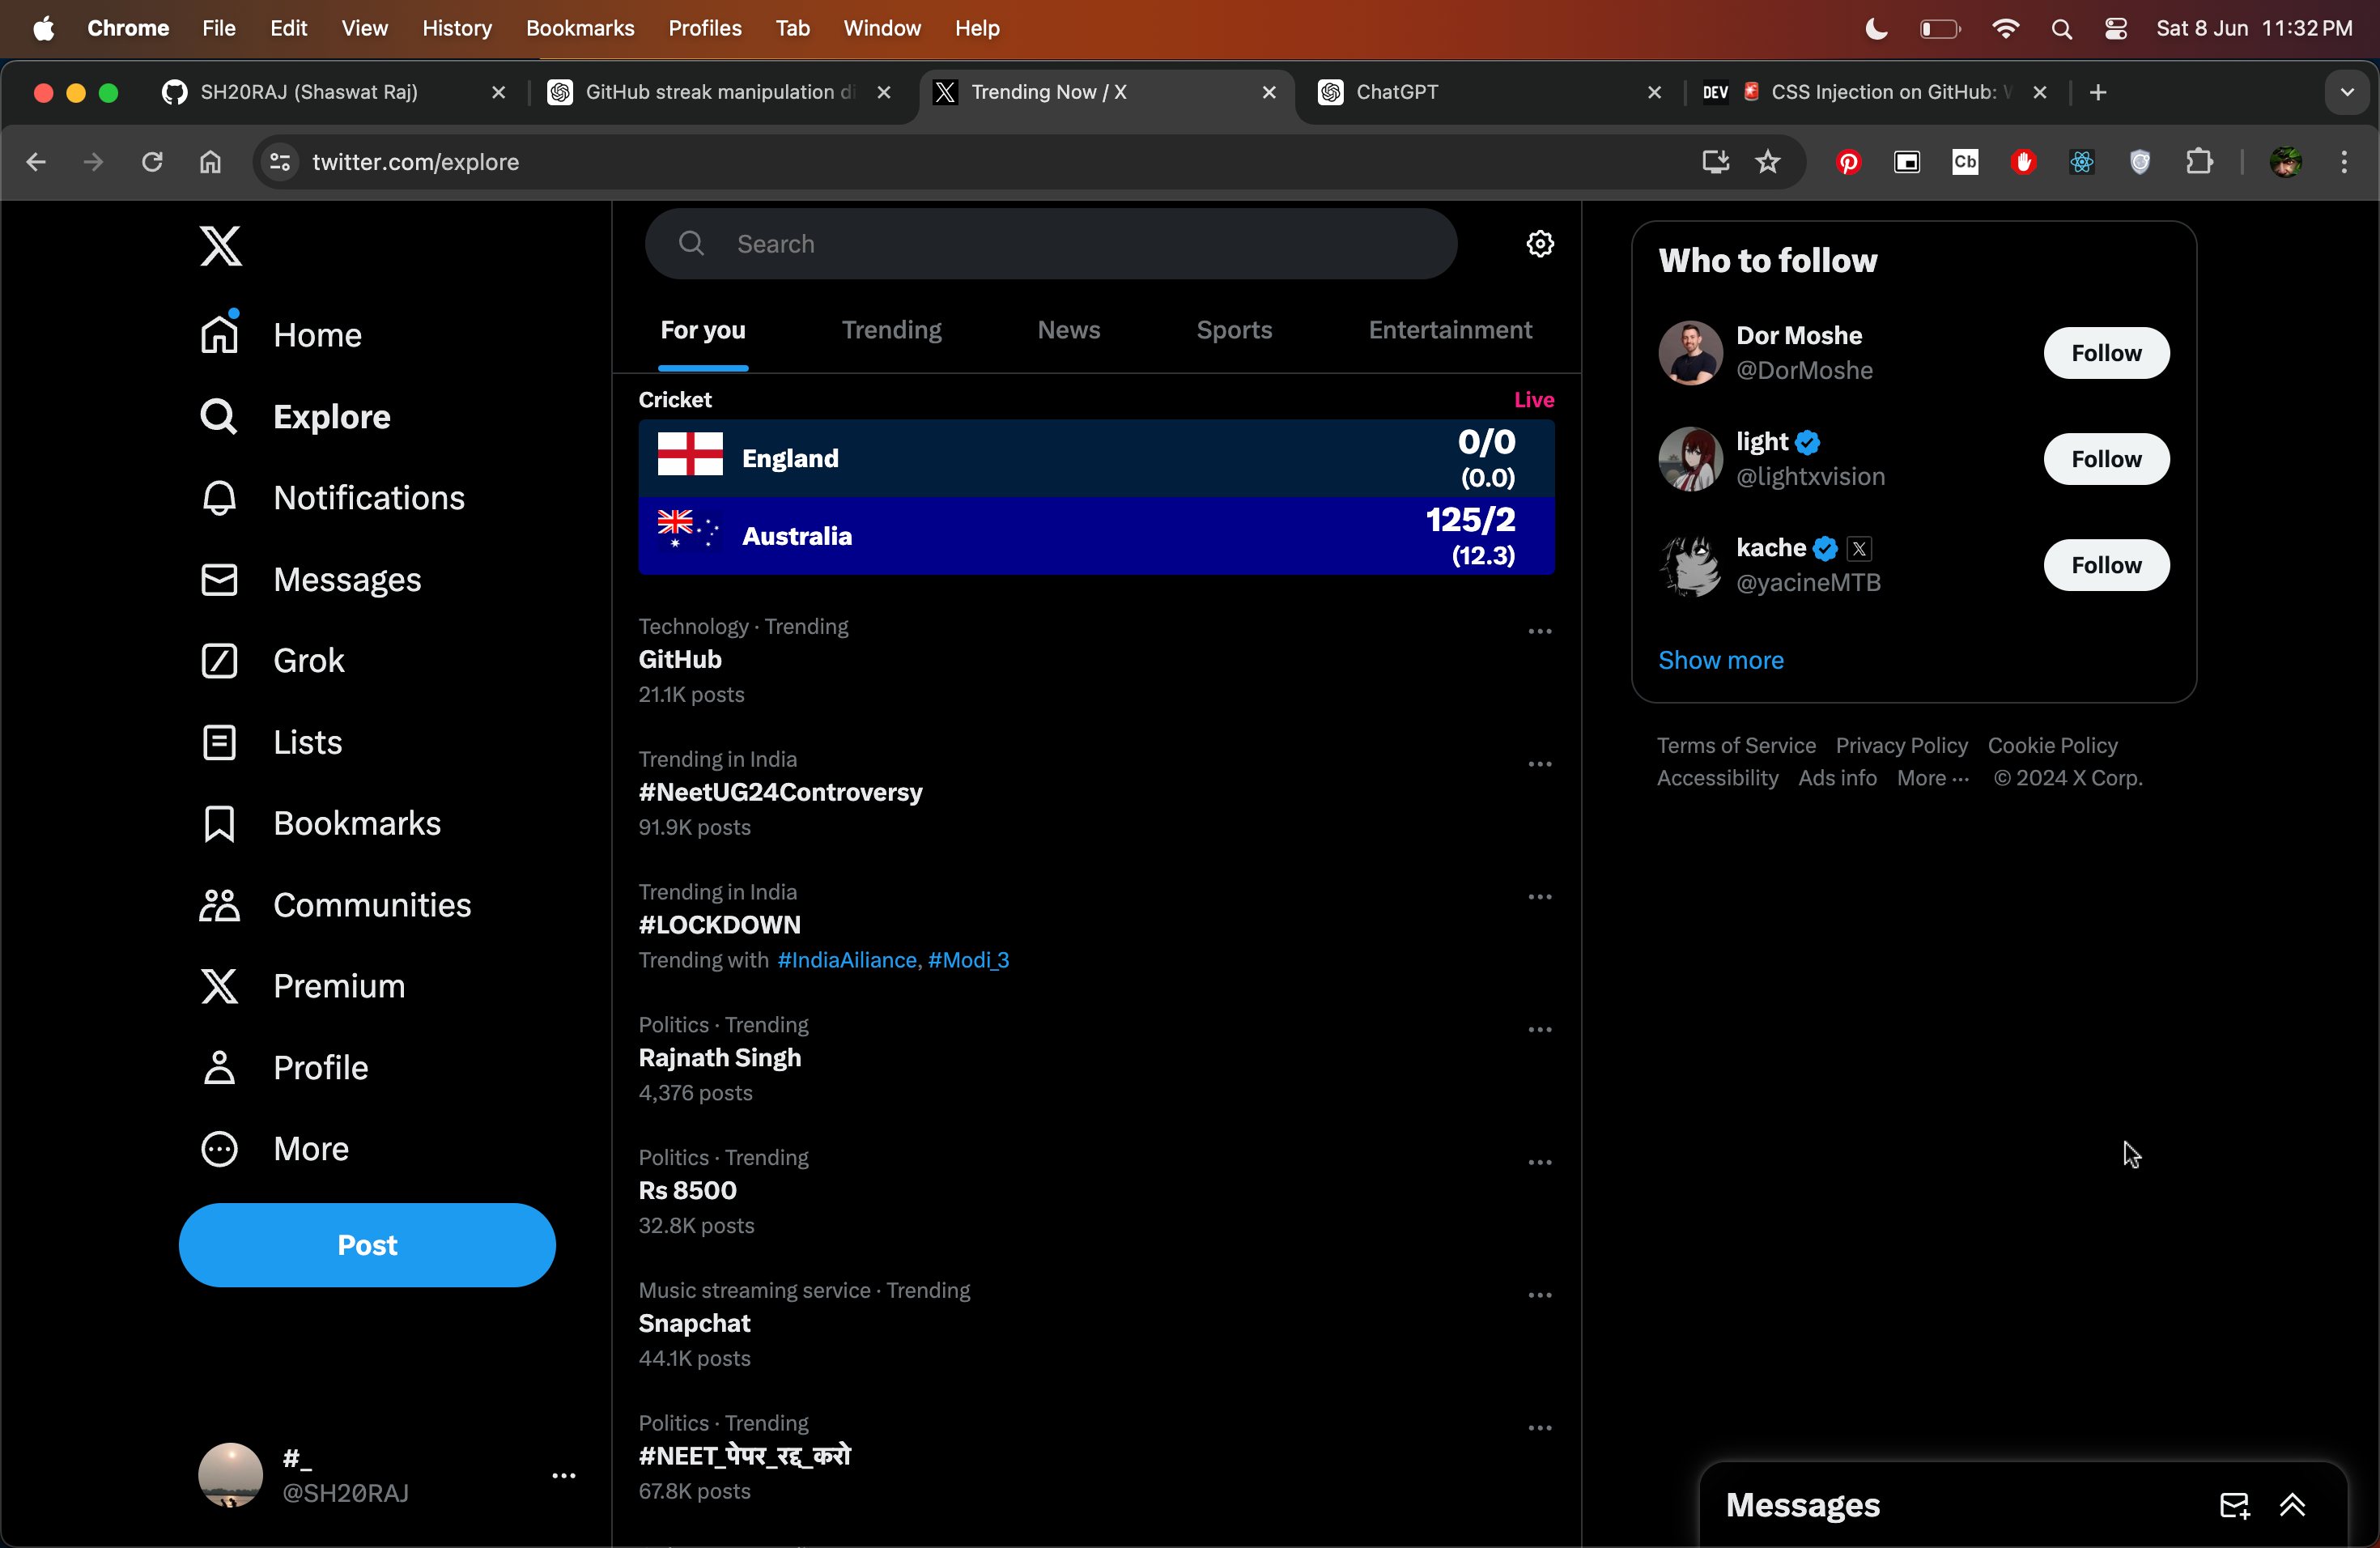 Chrome File Edit View History Bookmarks Profiles Tab Window Help
Sat 8 Jun 11:32 PM
SH20RAJ (Shaswat Raj)
GitHub streak manipulation di
Trending Now / X
ChatGPT
DEV
CSS Injection on GitHub: W
twitter.com/explore
Cb
Home
Explore
Notifications
Messages
Grok
Lists
Bookmarks
Communities
Premium
Profile
More
Post
#_
@SH20RAJ
Search
For you Trending News Sports Entertainment
Cricket Live
England 0/0
(0.0)
Australia 125/2
(12.3)
Technology · Trending
GitHub
21.1K posts
Trending in India
#NeetUG24Controversy
91.9K posts
Trending in India
#LOCKDOWN
Trending with #IndiaAiliance, #Modi_3
Politics · Trending
Rajnath Singh
4,376 posts
Politics · Trending
Rs 8500
32.8K posts
Music streaming service · Trending
Snapchat
44.1K posts
Politics · Trending
#NEET_पेपर_रद्द_करो
67.8K posts
Who to follow
Dor Moshe
@DorMoshe
Follow
light
@lightxvision
Follow
kache
@yacineMTB
Follow
Show more
Terms of Service Privacy Policy Cookie Policy
Accessibility Ads info More ··· © 2024 X Corp.
Messages